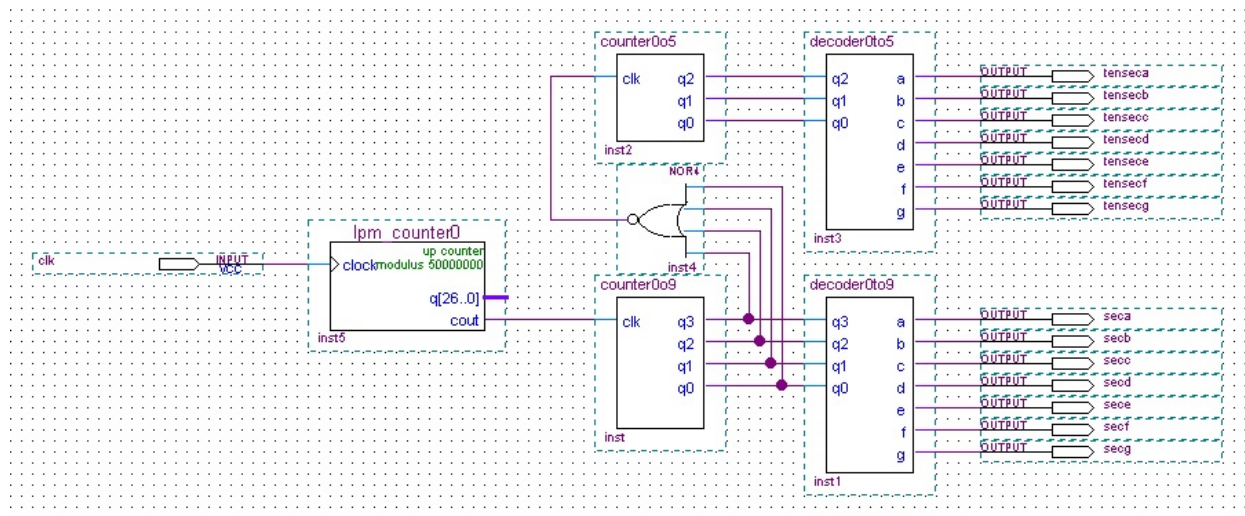 counter0o5
clk
q2
q1
q0
inst2
decoder0to5
q2
q1
q0
a
b
c
d
e
f
g
inst3
OUTPUT
tenseca
OUTPUT
tensecb
OUTPUT
tensecc
OUTPUT
tensecd
OUTPUT
tensece
OUTPUT
tensecf
OUTPUT
tensecg
NOR4
inst4
clk
INPUT
VCC
lpm_counter0
up counter
clock
modulus 50000000
q[26..0]
cout
inst5
counter0o9
clk
q3
q2
q1
q0
inst
decoder0to9
q3
q2
q1
q0
a
b
c
d
e
f
g
inst1
OUTPUT
seca
OUTPUT
secb
OUTPUT
secc
OUTPUT
secd
OUTPUT
sece
OUTPUT
secf
OUTPUT
secg